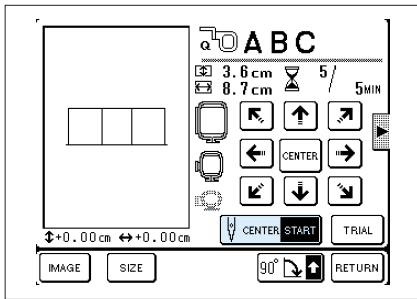 Q ABC
3.6cm 5/
8.7cm 5MIN
CENTER
+0.00cm +0.00cm
CENTER START TRIAL
IMAGE SIZE 90° RETURN